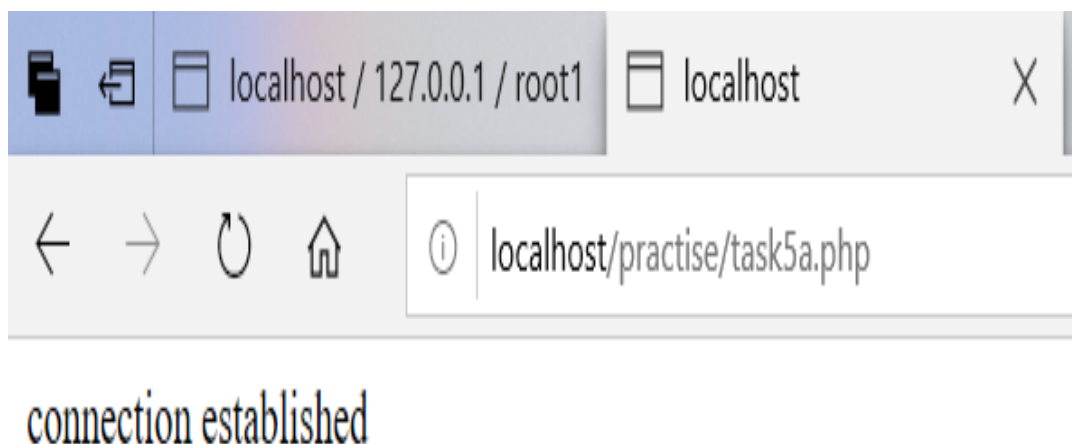 localhost / 127.0.0.1 / root1
localhost
localhost/practise/task5a.php
connection established